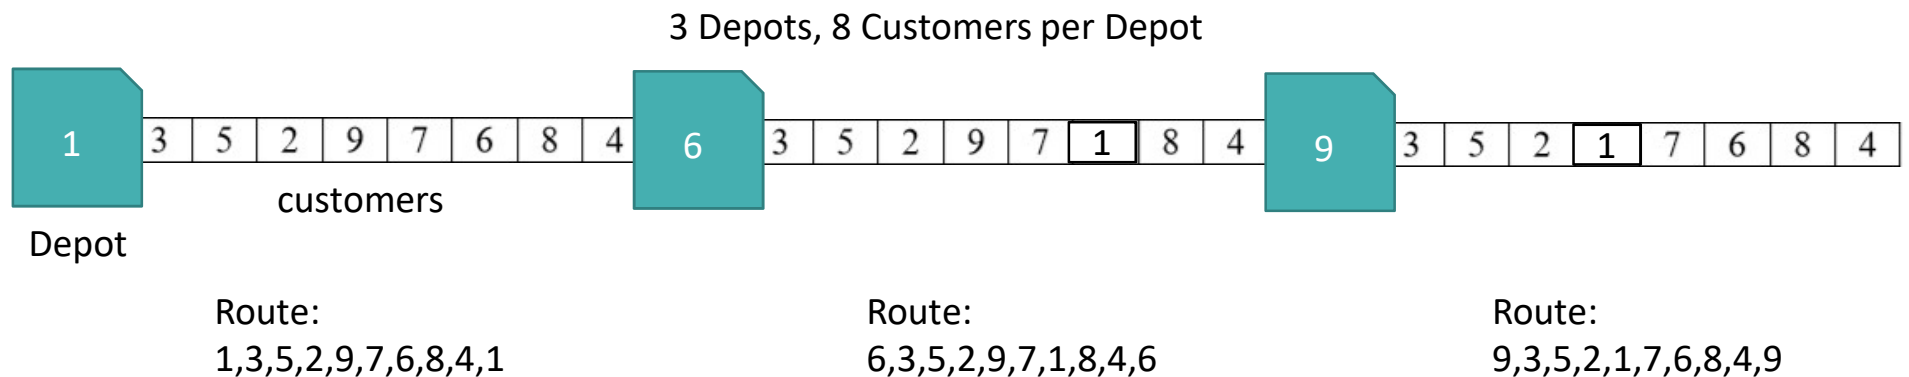 3 Depots, 8 Customers per Depot
1 3 5 2 9 7 6 8 4 6 3 5 2 9 7 1 8 4 9 3 5 2 1 7 6 8 4
customers
Depot
Route:
1,3,5,2,9,7,6,8,4,1
Route:
6,3,5,2,9,7,1,8,4,6
Route:
9,3,5,2,1,7,6,8,4,9